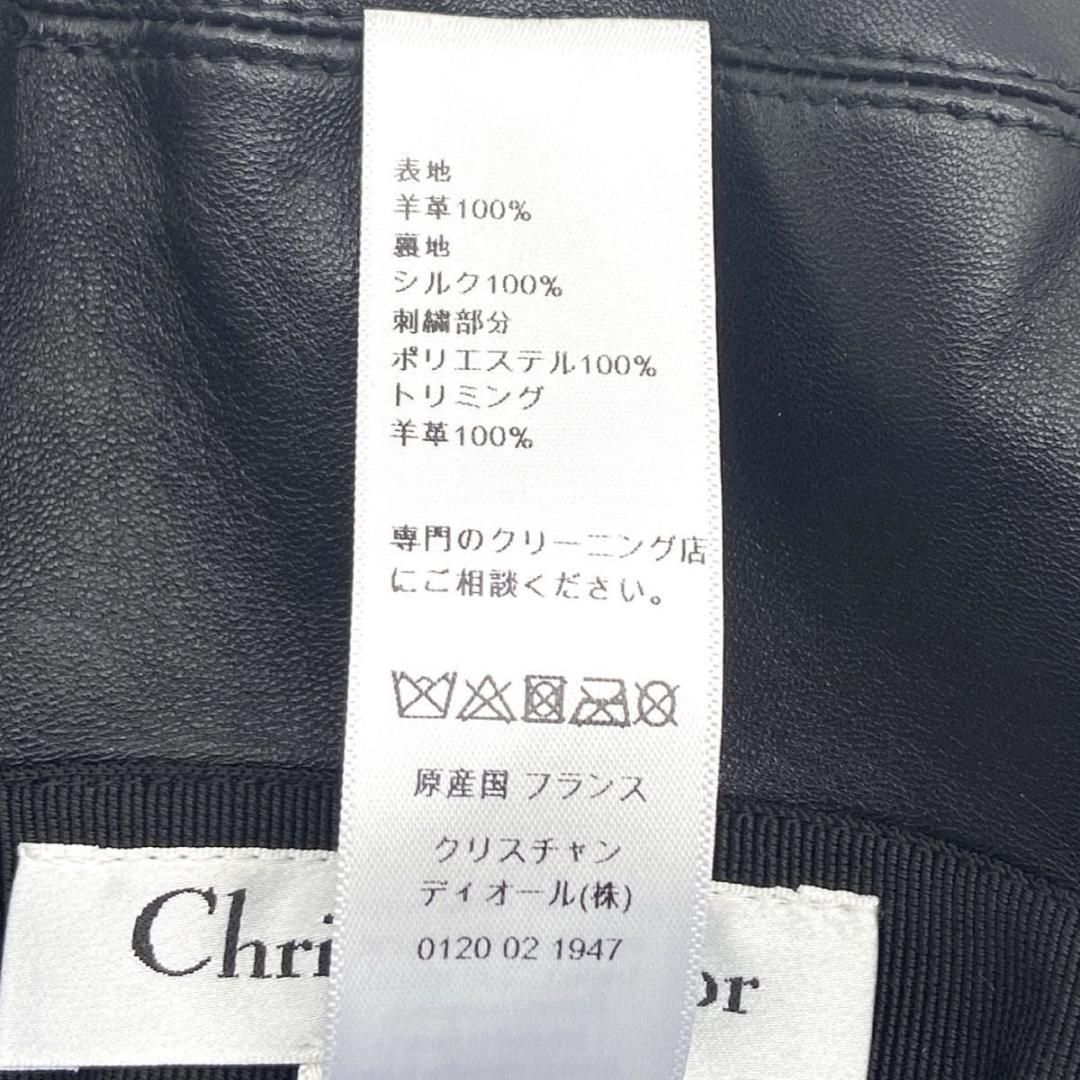 表地
羊革100%
裏地
シルク100%
刺繍部分
ポリエステル100%
トリミング
羊革100%
専門のクリーニング店
にご相談ください。
原産国 フランス
クリスチャン
ディオール(株)
0120 02 1947
Chri
or